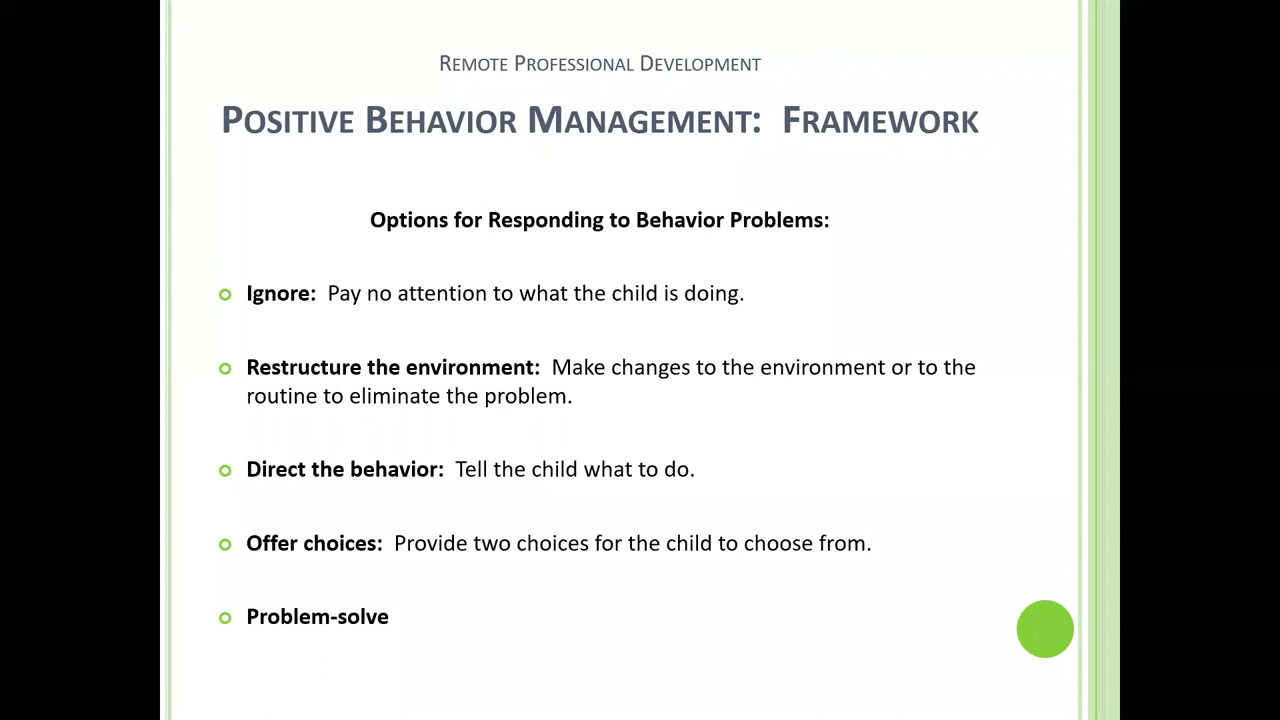 Remote Professional Development
Positive Behavior Management: Framework
Options for Responding to Behavior Problems:
Ignore: Pay no attention to what the child is doing.
Restructure the environment: Make changes to the environment or to the
routine to eliminate the problem.
Direct the behavior: Tell the child what to do.
Offer choices: Provide two choices for the child to choose from.
Problem-solve